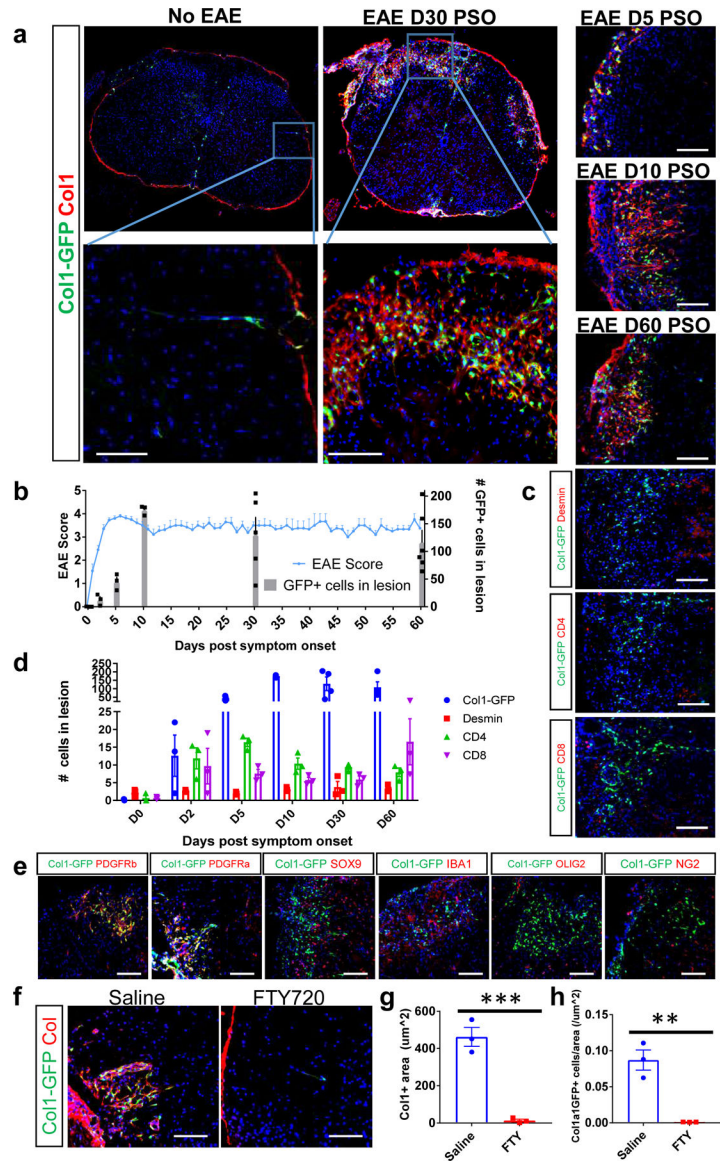 a
No EAE
EAE D30 PSO
EAE D5 PSO
Col1-GFP Col1
EAE D10 PSO
EAE D60 PSO
b
EAE Score
5
4
3
2
1
0
200
150
100
50
0
# GFP+ cells in lesion
EAE Score
GFP+ cells in lesion
0 5 10 15 20 25 30 35 40 45 50 55 60
Days post symptom onset
c
Col1-GFP Desmin
Col1-GFP CD4
Col1-GFP CD8
d
# cells in lesion
250
200
150
100
50
25
20
15
10
5
0
D0 D2 D5 D10 D30 D60
Days post symptom onset
Col1-GFP
Desmin
CD4
CD8
e
Col1-GFP PDGFRb
Col1-GFP PDGFRa
Col1-GFP SOX9
Col1-GFP IBA1
Col1-GFP OLIG2
Col1-GFP NG2
f
Saline
FTY720
Col1-GFP Col
g
Col1+ area (um^2)
600
400
200
0
***
Saline
FTY
h
Col1a1GFP+ cells/area (/um^2)
0.15
0.10
0.05
0.00
**
Saline
FTY